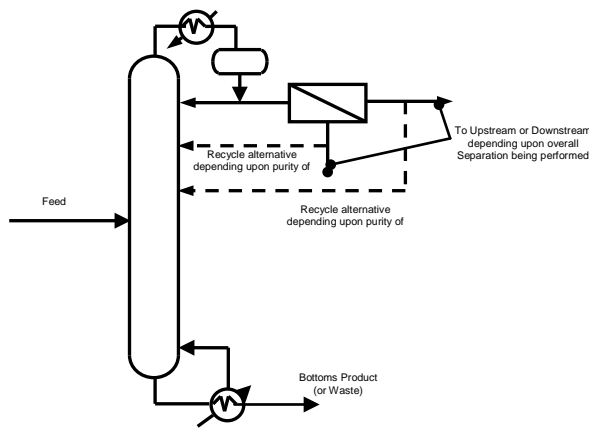 To Upstream or Downstream
depending upon overall
Separation being performed
Recycle alternative
depending upon purity of
Feed
Recycle alternative
depending upon purity of
Bottoms Product
(or Waste)